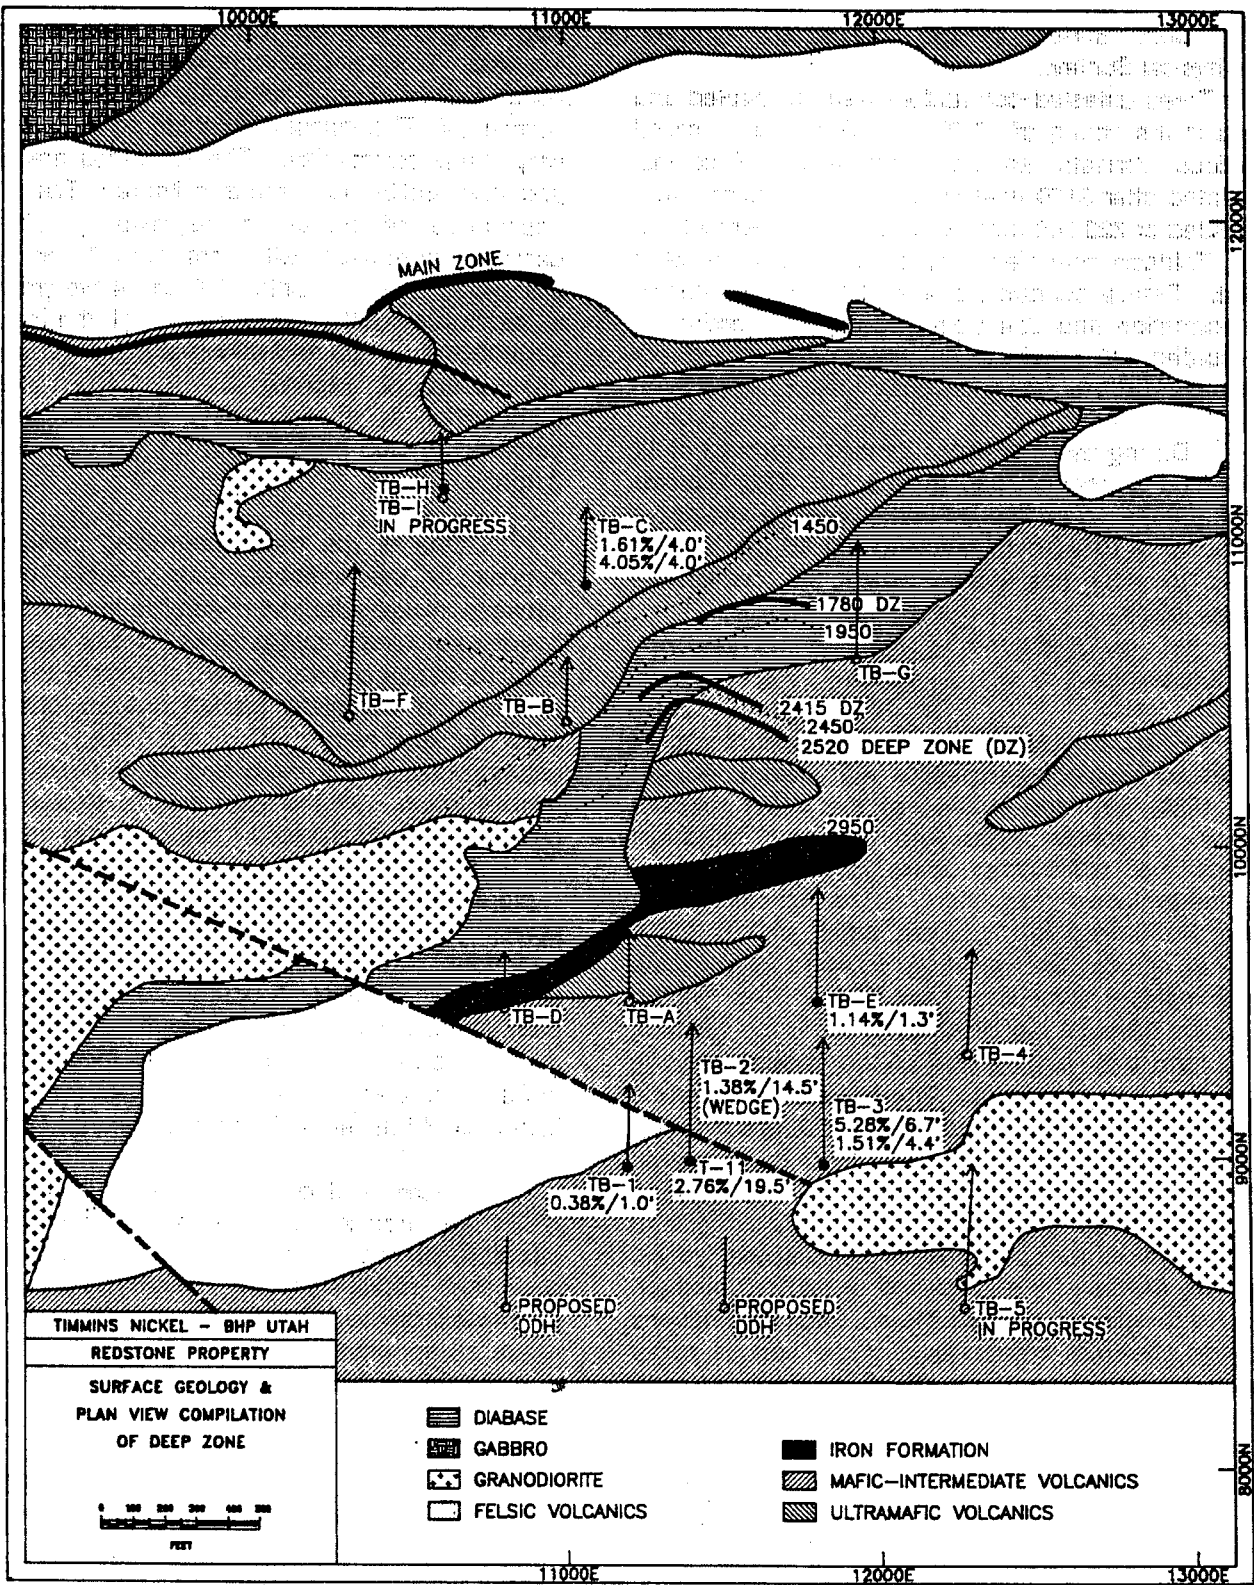 10000E
11000E
12000E
13000E
12000N
MAIN ZONE
TB-H
TB-I
IN PROGRESS
TB-C
1.61%/4.0'
4.05%/4.0'
1450
11000N
1780 DZ
1950
TB-G
TB-F
TB-B
2415 DZ
2450
2520 DEEP ZONE (DZ)
2950
10000N
TB-D
TB-A
TB-E
1.14%/1.3'
TB-4
TB-2
1.38%/14.5'
(WEDGE)
TB-3
5.28%/6.7'
1.51%/4.4'
9000N
TB-1
0.38%/1.0'
T-11
2.76%/19.5'
PROPOSED
DDH
PROPOSED
DDH
TB-5
IN PROGRESS
TIMMINS NICKEL - BHP UTAH
REDSTONE PROPERTY
SURFACE GEOLOGY &
PLAN VIEW COMPILATION
OF DEEP ZONE
0 100 200 300 400 500
FEET
DIABASE
GABBRO
GRANODIORITE
FELSIC VOLCANICS
IRON FORMATION
MAFIC-INTERMEDIATE VOLCANICS
ULTRAMAFIC VOLCANICS
8000N
11000E
12000E
13000E